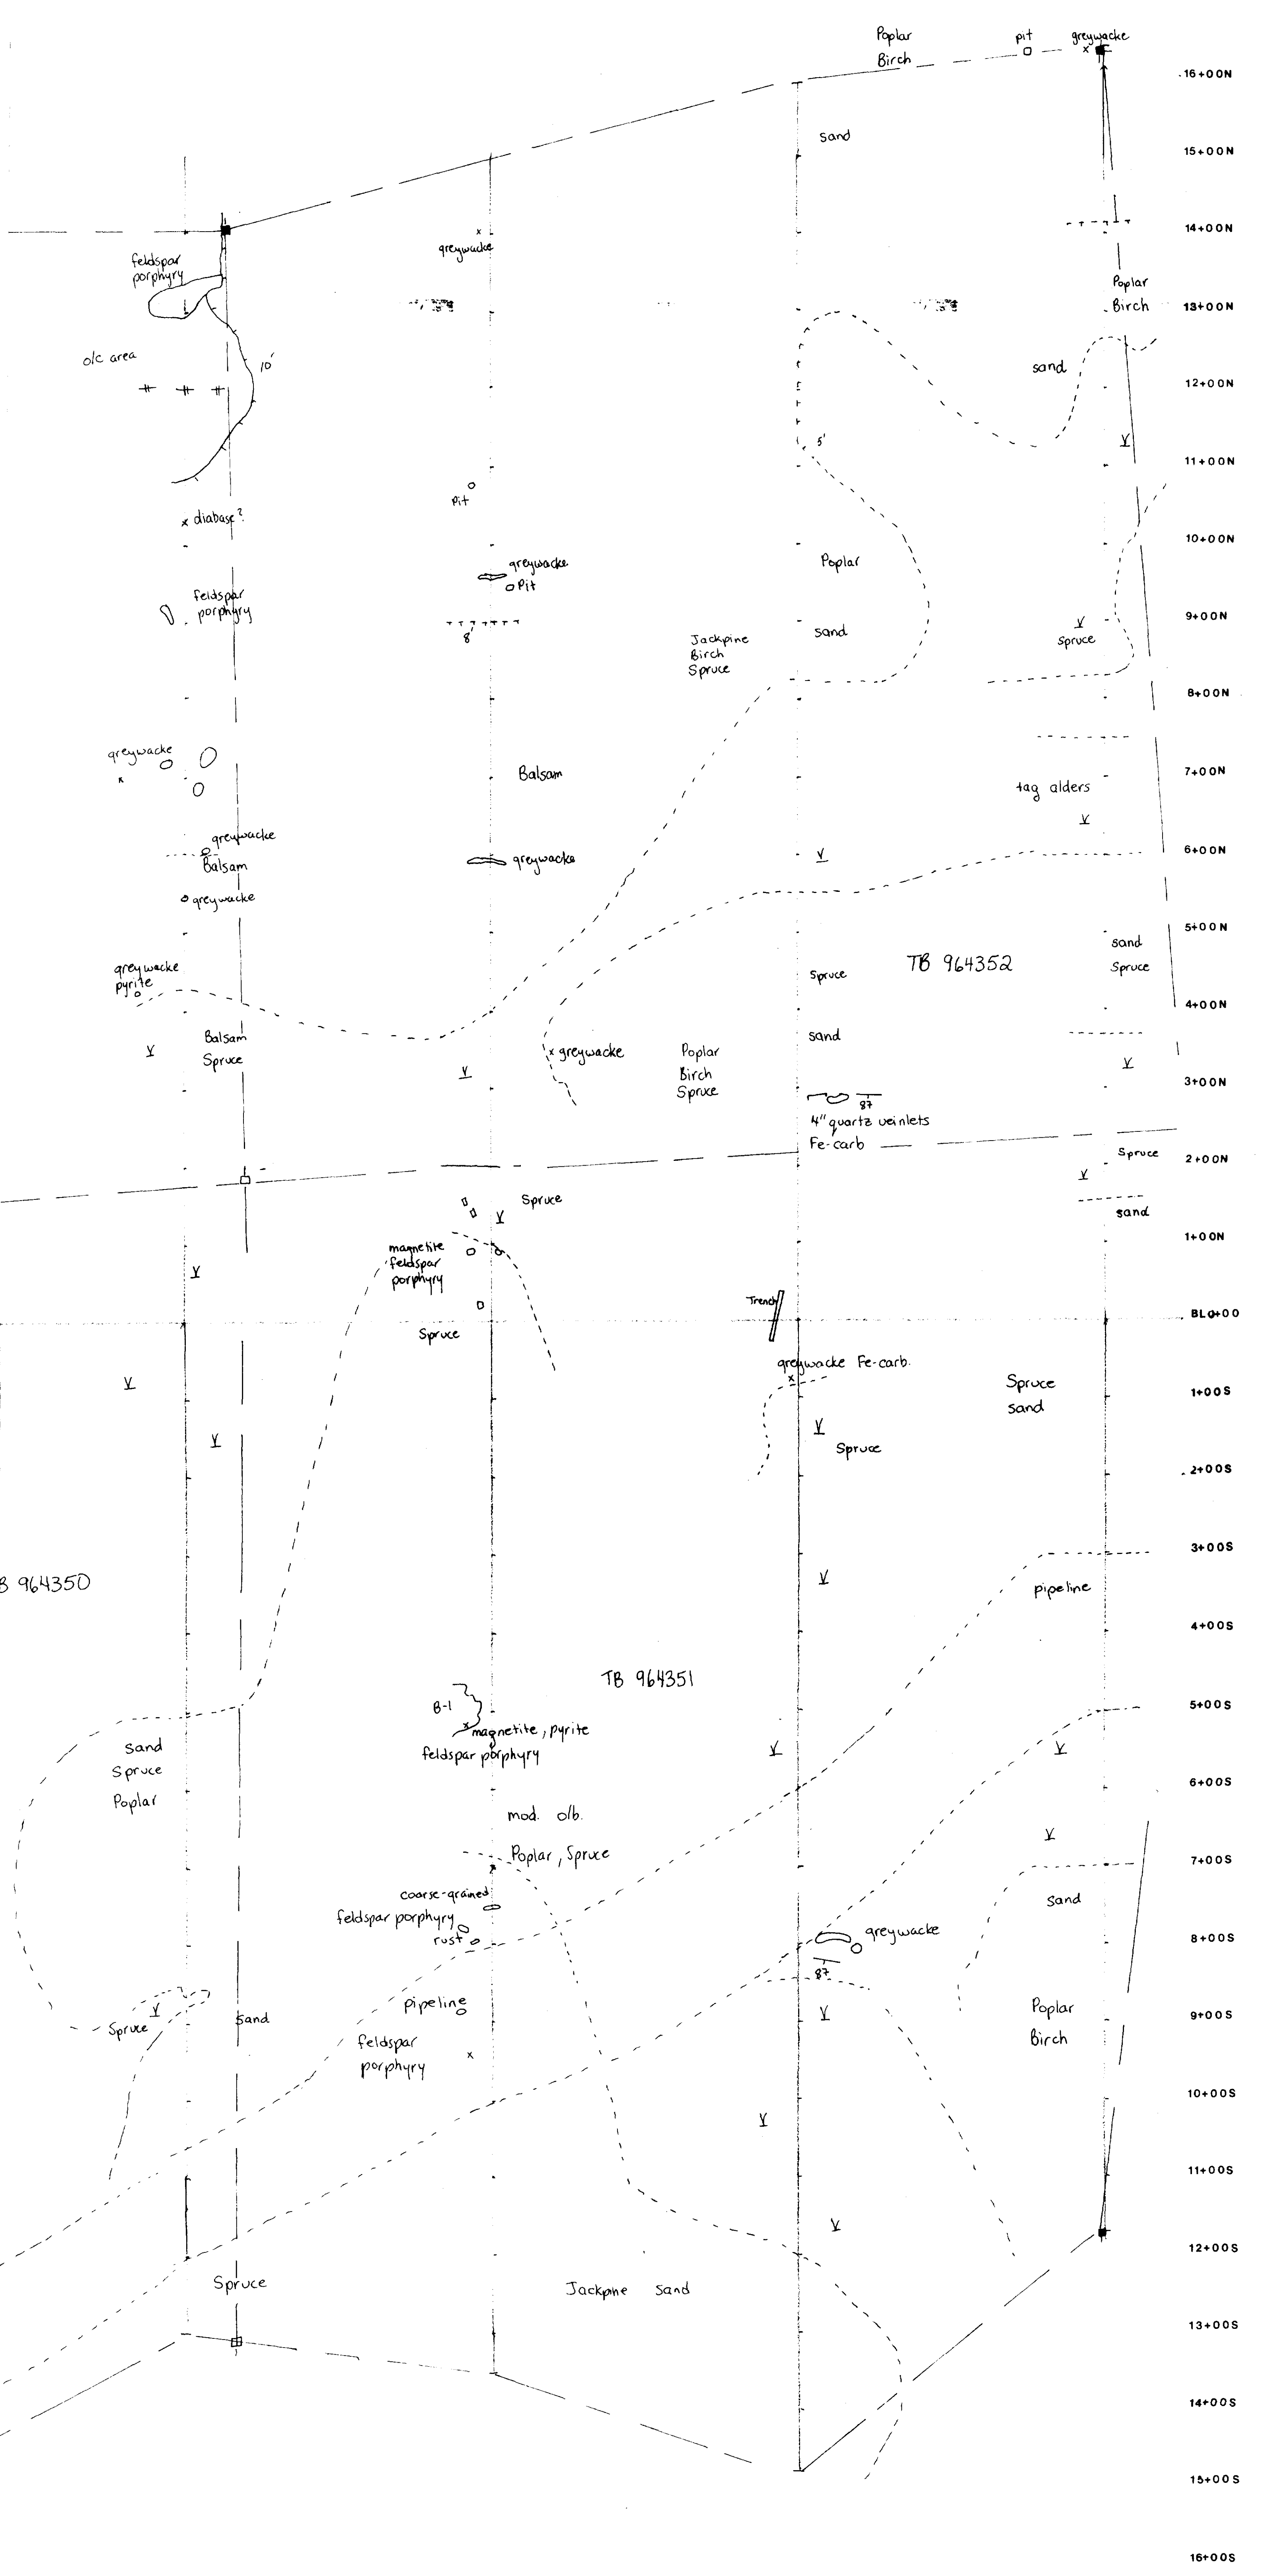 Poplar
Birch
pit
greywacke
16+00N
sand
15+00N
14+00N
greywacke
feldspar
porphyry
Poplar
Birch
13+00N
o/c area
10'
sand
12+00N
5'
11+00N
Pit
x diabase?
10+00N
greywacke
Pit
Poplar
feldspar
porphyry
9+00N
8'
Jackpine
Birch
Spruce
sand
Spruce
8+00N
greywacke
Balsam
7+00N
tag alders
greywacke
Balsam
greywacke
6+00N
greywacke
5+00N
sand
Spruce
TB 964352
Spruce
greywacke
pyrite
4+00N
Balsam
Spruce
sand
x greywacke
Poplar
Birch
Spruce
3+00N
87
4" quartz veinlets
Fe-carb
Spruce
2+00N
Spruce
sand
1+00N
magnetite
feldspar
porphyry
Trench
BL0+00
Spruce
greywacke Fe-carb.
Spruce
sand
1+00S
Spruce
2+00S
3+00S
B 964350
pipeline
4+00S
TB 964351
B-1
5+00S
magnetite, pyrite
feldspar porphyry
Sand
Spruce
Poplar
6+00S
mod. o/b.
Poplar, Spruce
7+00S
coarse-grained
feldspar porphyry
rust
sand
greywacke
8+00S
87
pipeline
Spruce
sand
Poplar
Birch
9+00S
feldspar
porphyry
10+00S
11+00S
12+00S
Spruce
Jackpine sand
13+00S
14+00S
15+00S
16+00S